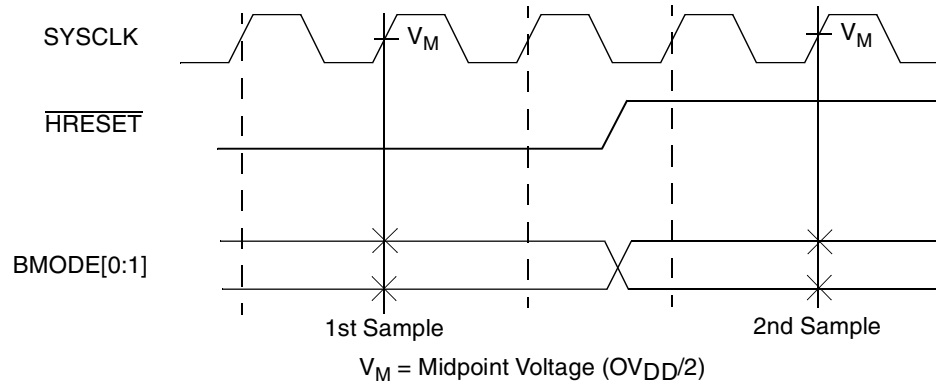 SYSCLK
V_M
V_M
HRESET
BMODE[0:1]
1st Sample
2nd Sample
V_M = Midpoint Voltage (OV_DD/2)